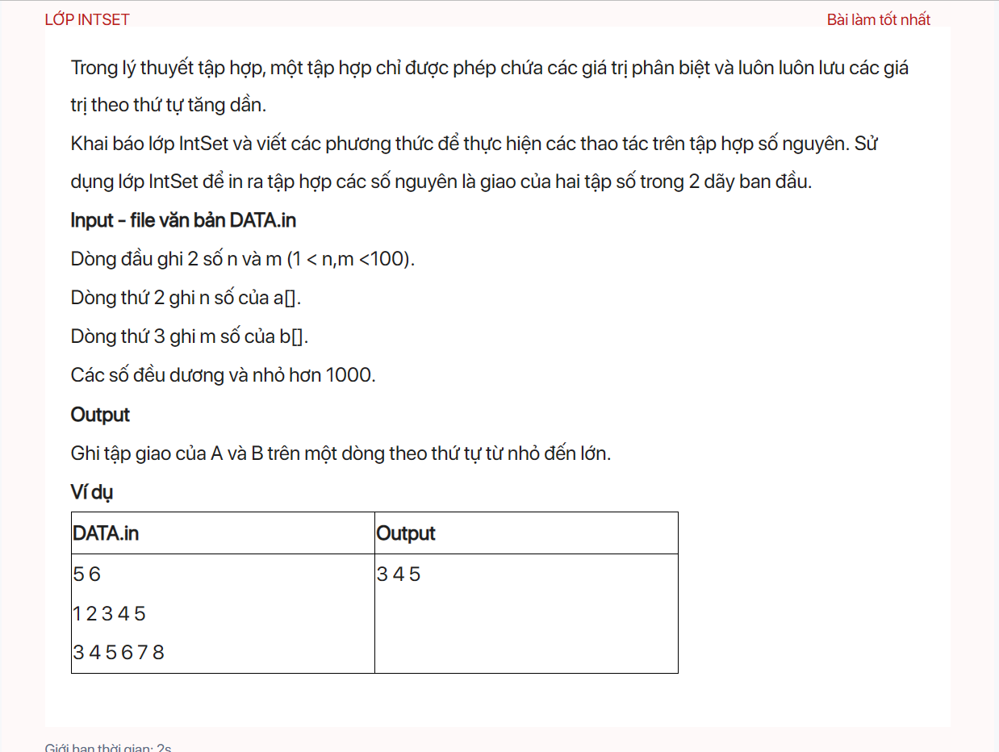 LỚP INTSET
Bài làm tốt nhất
Trong lý thuyết tập hợp, một tập hợp chỉ được phép chứa các giá trị phân biệt và luôn luôn lưu các giá
trị theo thứ tự tăng dần.
Khai báo lớp IntSet và viết các phương thức để thực hiện các thao tác trên tập hợp số nguyên. Sử
dụng lớp IntSet để in ra tập hợp các số nguyên là giao của hai tập số trong 2 dãy ban đầu.
Input - file văn bản DATA.in
Dòng đầu ghi 2 số n và m (1 < n,m <100).
Dòng thứ 2 ghi n số của a[].
Dòng thứ 3 ghi m số của b[].
Các số đều dương và nhỏ hơn 1000.
Output
Ghi tập giao của A và B trên một dòng theo thứ tự từ nhỏ đến lớn.
Ví dụ
DATA.in Output
5 6 3 4 5
1 2 3 4 5
3 4 5 6 7 8
Giới hạn thời gian: 2s